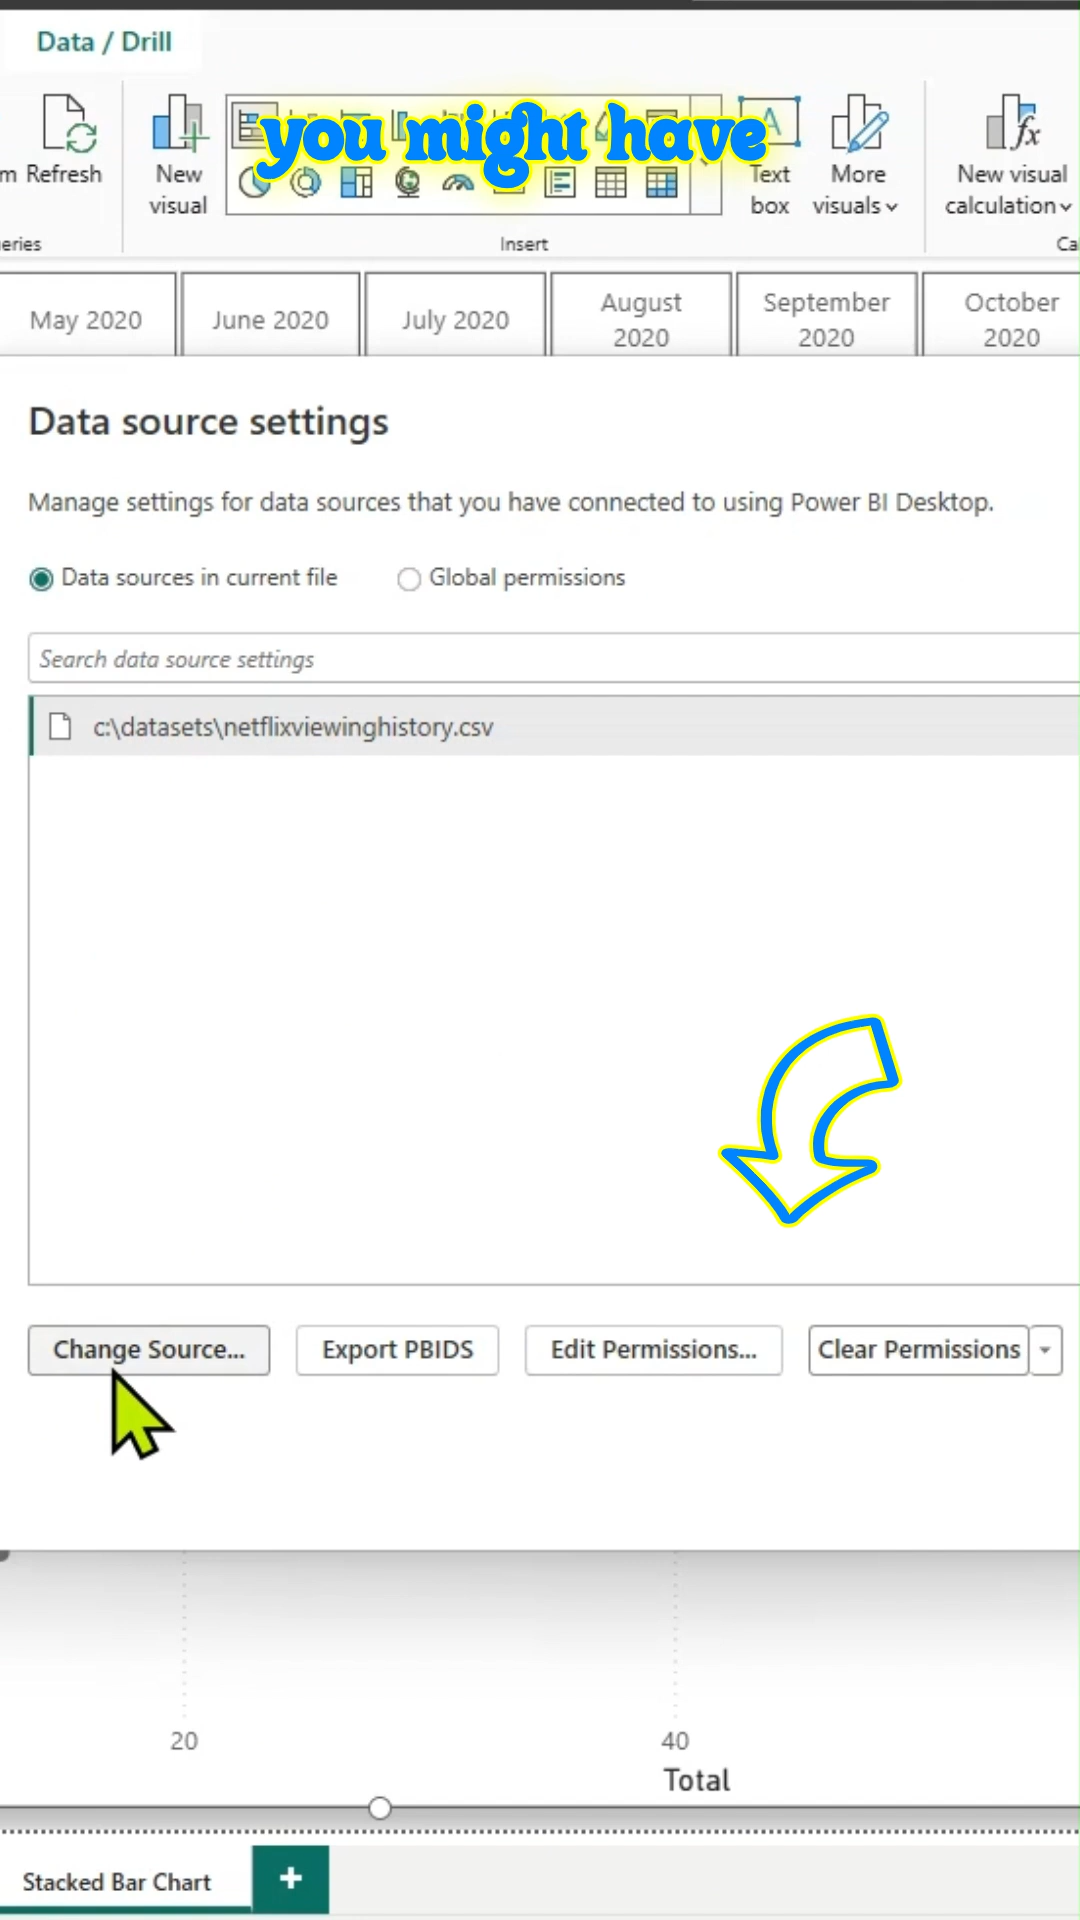 Data / Drill
you might have
m Refresh
New
visual
Text
box
More
visuals
New visual
calculation
eries
Insert
Ca
May 2020
June 2020
July 2020
August
2020
September
2020
October
2020
Data source settings
Manage settings for data sources that you have connected to using Power BI Desktop.
Data sources in current file
Global permissions
Search data source settings
c:\datasets\netflixviewinghistory.csv
Change Source...
Export PBIDS
Edit Permissions...
Clear Permissions
20
40
Total
Stacked Bar Chart
+